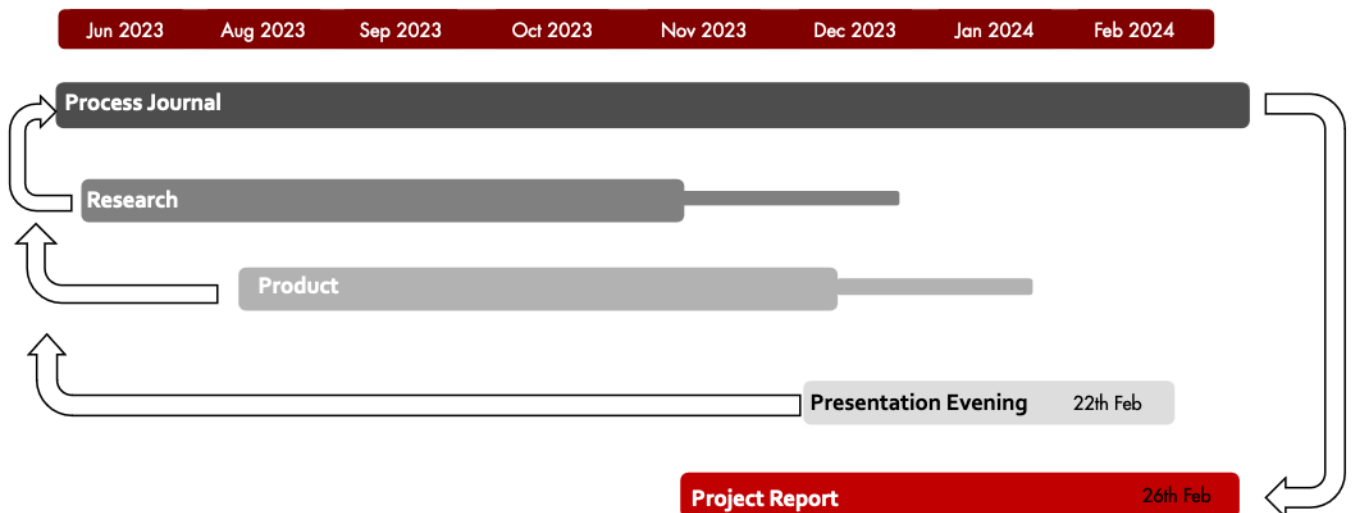 Jun 2023 Aug 2023 Sep 2023 Oct 2023 Nov 2023 Dec 2023 Jan 2024 Feb 2024
Process Journal
Research
Product
Presentation Evening 22th Feb
Project Report 26th Feb